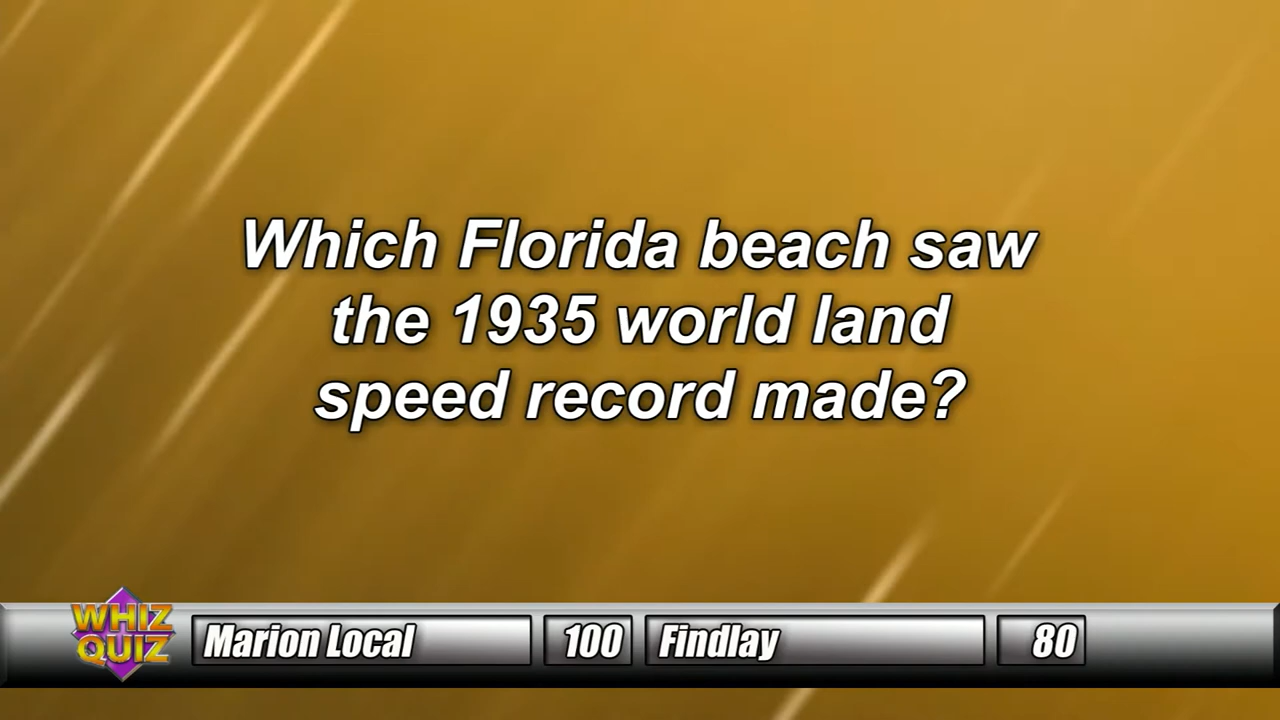 Which Florida beach saw
the 1935 world land
speed record made?
WHIZ
QUIZ
Marion Local 100 Findlay 80